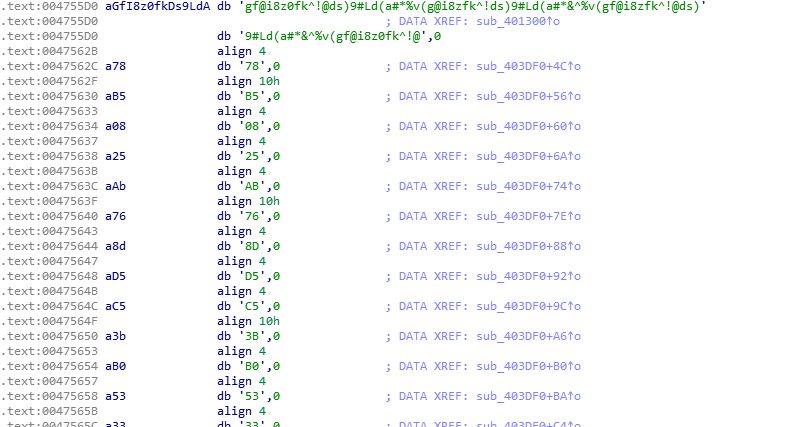 .text:004755D0 aGfI8z0fkDs9LdA db 'gf@i8z0fk^!@ds)9#Ld(a#*%v(g@i8zfk^!ds)9#Ld(a#*&^%v(gf@i8zfk^!@ds)'
.text:004755D0 ; DATA XREF: sub_401300↑o
.text:004755D0 db '9#Ld(a#*&^%v(gf@i8z0fk^!@',0
.text:0047562B align 4
.text:0047562C a78 db '78',0 ; DATA XREF: sub_403DF0+4C↑o
.text:0047562F align 10h
.text:00475630 aB5 db 'B5',0 ; DATA XREF: sub_403DF0+56↑o
.text:00475633 align 4
.text:00475634 a08 db '08',0 ; DATA XREF: sub_403DF0+60↑o
.text:00475637 align 4
.text:00475638 a25 db '25',0 ; DATA XREF: sub_403DF0+6A↑o
.text:0047563B align 4
.text:0047563C aAb db 'AB',0 ; DATA XREF: sub_403DF0+74↑o
.text:0047563F align 10h
.text:00475640 a76 db '76',0 ; DATA XREF: sub_403DF0+7E↑o
.text:00475643 align 4
.text:00475644 a8d db '8D',0 ; DATA XREF: sub_403DF0+88↑o
.text:00475647 align 4
.text:00475648 aD5 db 'D5',0 ; DATA XREF: sub_403DF0+92↑o
.text:0047564B align 4
.text:0047564C aC5 db 'C5',0 ; DATA XREF: sub_403DF0+9C↑o
.text:0047564F align 10h
.text:00475650 a3b db '3B',0 ; DATA XREF: sub_403DF0+A6↑o
.text:00475653 align 4
.text:00475654 aB0 db 'B0',0 ; DATA XREF: sub_403DF0+B0↑o
.text:00475657 align 4
.text:00475658 a53 db '53',0 ; DATA XREF: sub_403DF0+BA↑o
.text:0047565B align 4
.text:0047565C a33 db '33',0 ; DATA XREF: sub_403DF0+C4↑o